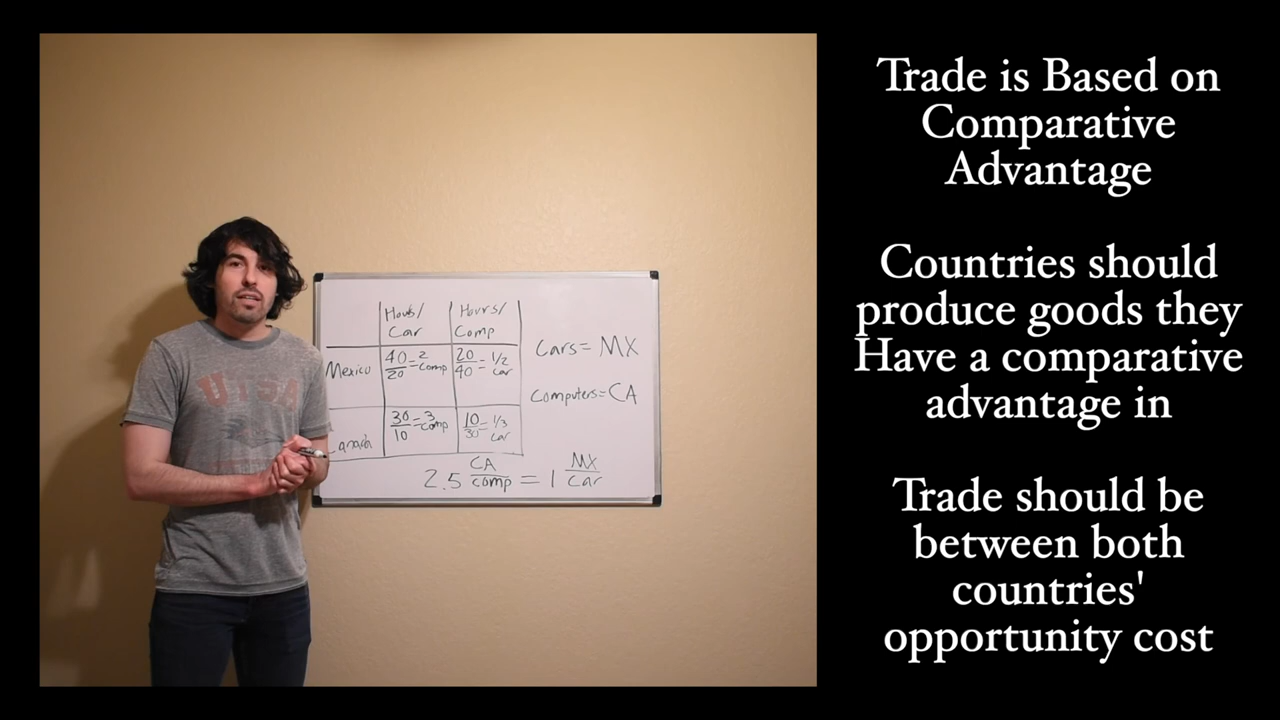 Trade is Based on
Comparative
Advantage
Countries should
produce goods they
Have a comparative
advantage in
Trade should be
between both
countries'
opportunity cost
UTSA
Hours/ Hours/
Car Comp
Mexico 40/20 = 2 comp 20/40 = 1/2 car
Canada 30/10 = 3 comp 10/30 = 1/3 car
Cars = MX
Computers = CA
2.5 CA/comp = 1 MX/car